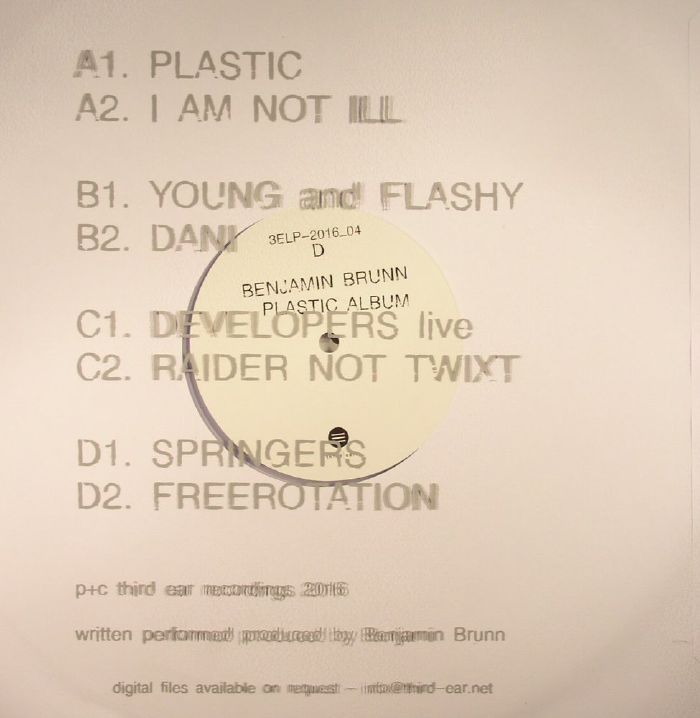 A1. PLASTIC
A2. I AM NOT ILL
B1. YOUNG and FLASHY
B2. DANI
3ELP-2016_04
D
BENJAMIN BRUNN
PLASTIC ALBUM
C1. DEVELOPERS live
C2. RAIDER NOT TWIXT
D1. SPRINGERS
D2. FREEROTATION
p+c third ear recordings 2016
written performed produced by Benjamin Brunn
digital files available on request - info@third-ear.net